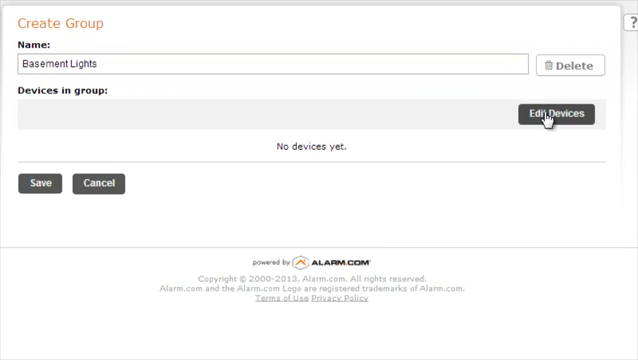 Create Group
?
Name:
Basement Lights
Delete
Devices in group:
Edit Devices
No devices yet.
Save
Cancel
powered by ALARM.COM
Copyright © 2000-2013, Alarm.com. All rights reserved.
Alarm.com and the Alarm.com Logo are registered trademarks of Alarm.com.
Terms of Use Privacy Policy